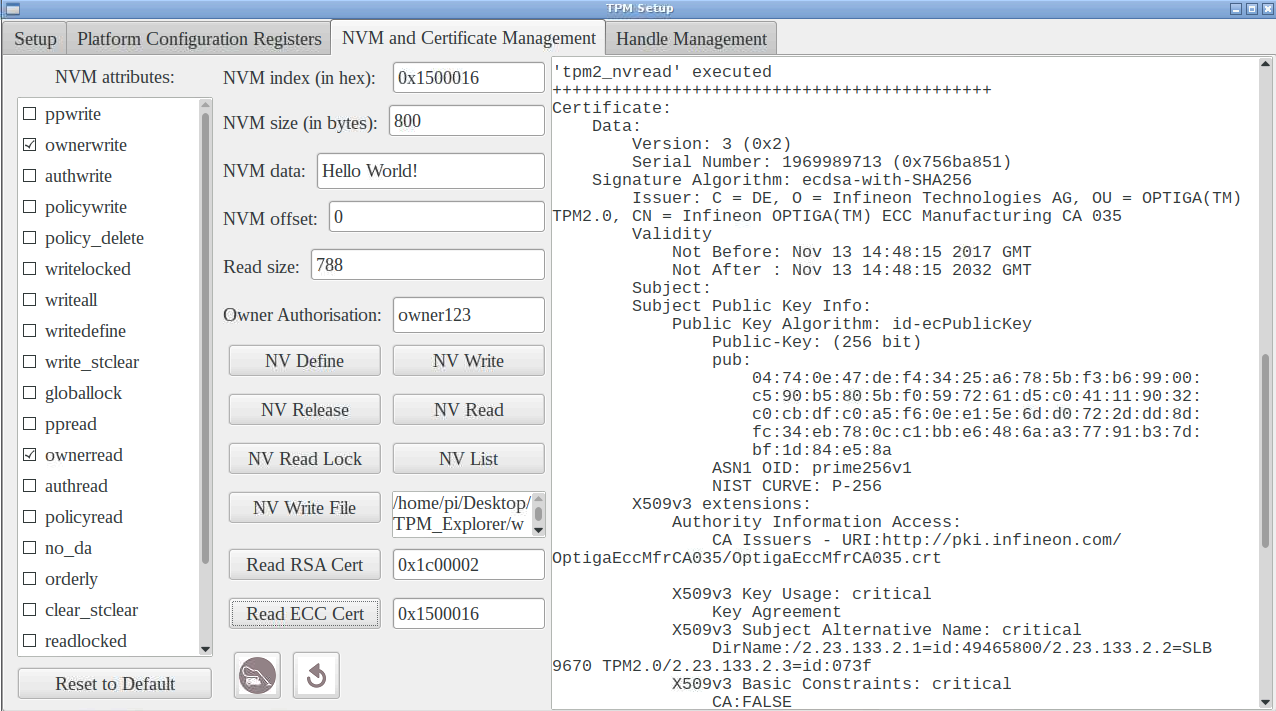 TPM Setup
Setup
Platform Configuration Registers
NVM and Certificate Management
Handle Management
NVM attributes:
ppwrite
ownerwrite
authwrite
policywrite
policy_delete
writelocked
writeall
writedefine
write_stclear
globallock
ppread
ownerread
authread
policyread
no_da
orderly
clear_stclear
readlocked
Reset to Default
NVM index (in hex): 0x1500016
NVM size (in bytes): 800
NVM data: Hello World!
NVM offset: 0
Read size: 788
Owner Authorisation: owner123
NV Define
NV Write
NV Release
NV Read
NV Read Lock
NV List
NV Write File
/home/pi/Desktop/
TPM_Explorer/w
Read RSA Cert
0x1c00002
Read ECC Cert
0x1500016
'tpm2_nvread' executed
++++++++++++++++++++++++++++++++++++++++++++
Certificate:
Data:
Version: 3 (0x2)
Serial Number: 1969989713 (0x756ba851)
Signature Algorithm: ecdsa-with-SHA256
Issuer: C = DE, O = Infineon Technologies AG, OU = OPTIGA(TM)
TPM2.0, CN = Infineon OPTIGA(TM) ECC Manufacturing CA 035
Validity
Not Before: Nov 13 14:48:15 2017 GMT
Not After : Nov 13 14:48:15 2032 GMT
Subject:
Subject Public Key Info:
Public Key Algorithm: id-ecPublicKey
Public-Key: (256 bit)
pub:
04:74:0e:47:de:f4:34:25:a6:78:5b:f3:b6:99:00:
c5:90:b5:80:5b:f0:59:72:61:d5:c0:41:11:90:32:
c0:cb:df:c0:a5:f6:0e:e1:5e:6d:d0:72:2d:dd:8d:
fc:34:eb:78:0c:c1:bb:e6:48:6a:a3:77:91:b3:7d:
bf:1d:84:e5:8a
ASN1 OID: prime256v1
NIST CURVE: P-256
X509v3 extensions:
Authority Information Access:
CA Issuers - URI:http://pki.infineon.com/
OptigaEccMfrCA035/OptigaEccMfrCA035.crt
X509v3 Key Usage: critical
Key Agreement
X509v3 Subject Alternative Name: critical
DirName:/2.23.133.2.1=id:49465800/2.23.133.2.2=SLB
9670 TPM2.0/2.23.133.2.3=id:073f
X509v3 Basic Constraints: critical
CA:FALSE